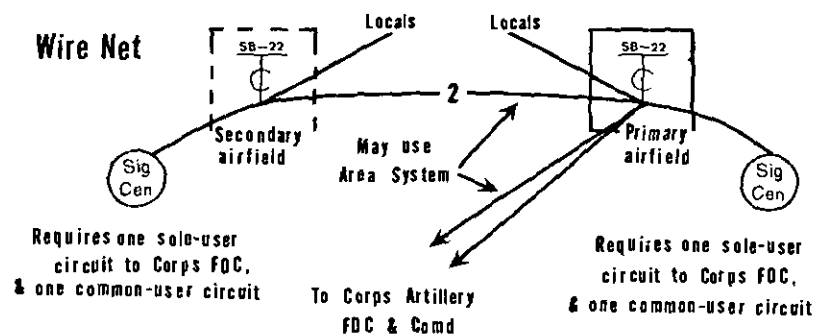 Wire Net
Locals
Locals
SB-22
SB-22
2
Secondary
airfield
Primary
airfield
May use
Area System
Sig
Cen
Sig
Cen
Requires one sole-user
circuit to Corps FOC,
& one common-user circuit
Requires one sole-user
circuit to Corps FOC,
& one common-user circuit
To Corps Artillery
FDC & Comd